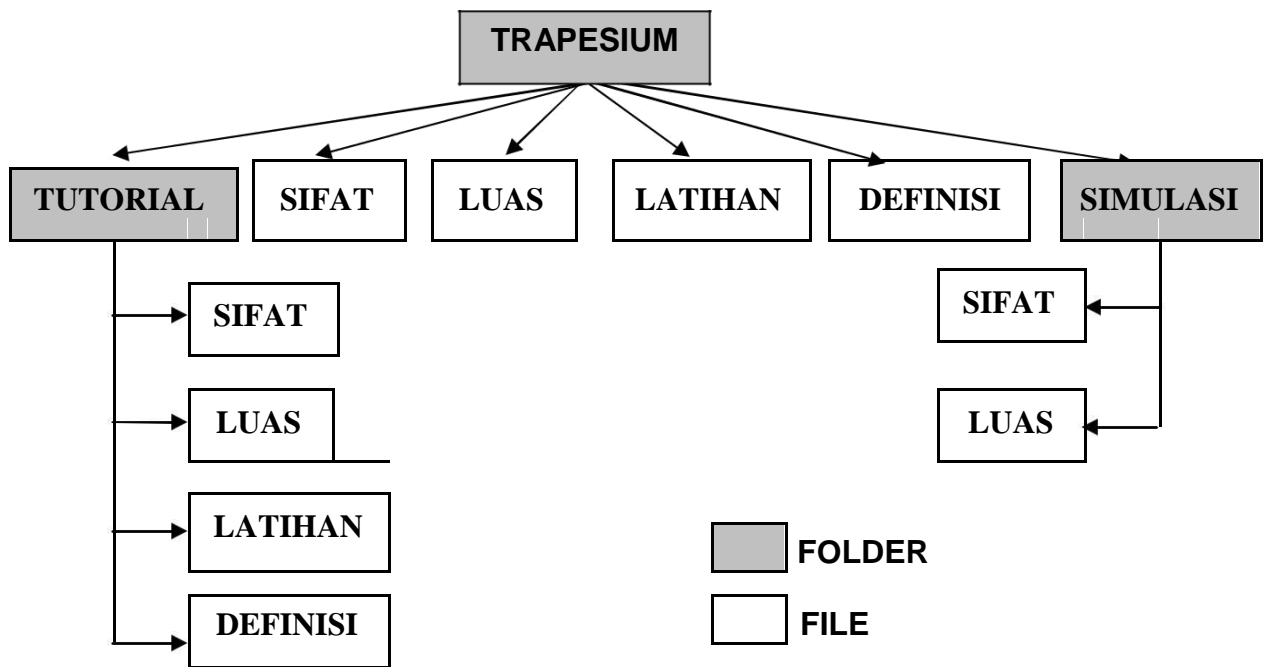 TRAPESIUM
TUTORIAL SIFAT LUAS LATIHAN DEFINISI SIMULASI
SIFAT
LUAS
LATIHAN
DEFINISI
SIFAT
LUAS
FOLDER
FILE